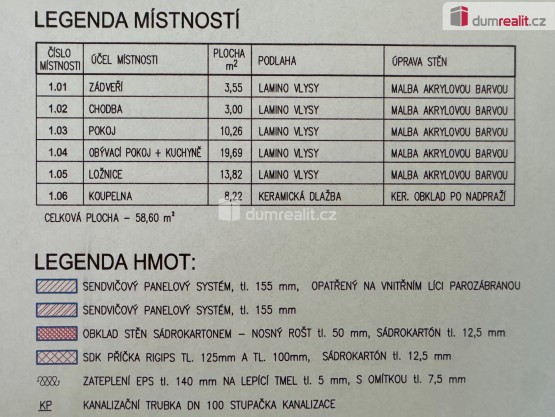 LEGENDA MÍSTNOSTÍ
dumrealit.cz
ČÍSLO MÍSTNOSTI ÚČEL MÍSTNOSTI PLOCHA m² PODLAHA ÚPRAVA STĚN
1.01 ZÁDVEŘÍ 3,55 LAMINO VLYSY MALBA AKRYLOVOU BARVOU
1.02 CHODBA 3,00 LAMINO VLYSY MALBA AKRYLOVOU BARVOU
1.03 POKOJ 10,26 LAMINO VLYSY MALBA AKRYLOVOU BARVOU
1.04 OBÝVACÍ POKOJ + KUCHYNĚ 19,69 LAMINO VLYSY MALBA AKRYLOVOU BARVOU
1.05 LOŽNICE 13,82 LAMINO VLYSY MALBA AKRYLOVOU BARVOU
1.06 KOUPELNA 8,22 KERAMICKÁ DLAŽBA KER. OBKLAD PO NADPRAŽÍ
CELKOVÁ PLOCHA – 58,60 m²
dumrealit.cz
LEGENDA HMOT:
SENDVIČOVÝ PANELOVÝ SYSTÉM, tl. 155 mm, OPATŘENÝ NA VNITŘNÍM LÍCI PAROZÁBRANOU
SENDVIČOVÝ PANELOVÝ SYSTÉM, tl. 155 mm
OBKLAD STĚN SÁDROKARTONEM – NOSNÝ ROŠT tl. 50 mm, SÁDROKARTÓN tl. 12,5 mm
SDK PŘÍČKA RIGIPS TL. 125mm A TL. 100mm, SÁDROKARTÓN tl. 12,5 mm
ZATEPLENÍ EPS tl. 140 mm NA LEPÍCÍ TMEL tl. 5 mm, S OMÍTKOU tl. 7,5 mm
KP KANALIZAČNÍ TRUBKA DN 100 STUPAČKA KANALIZACE